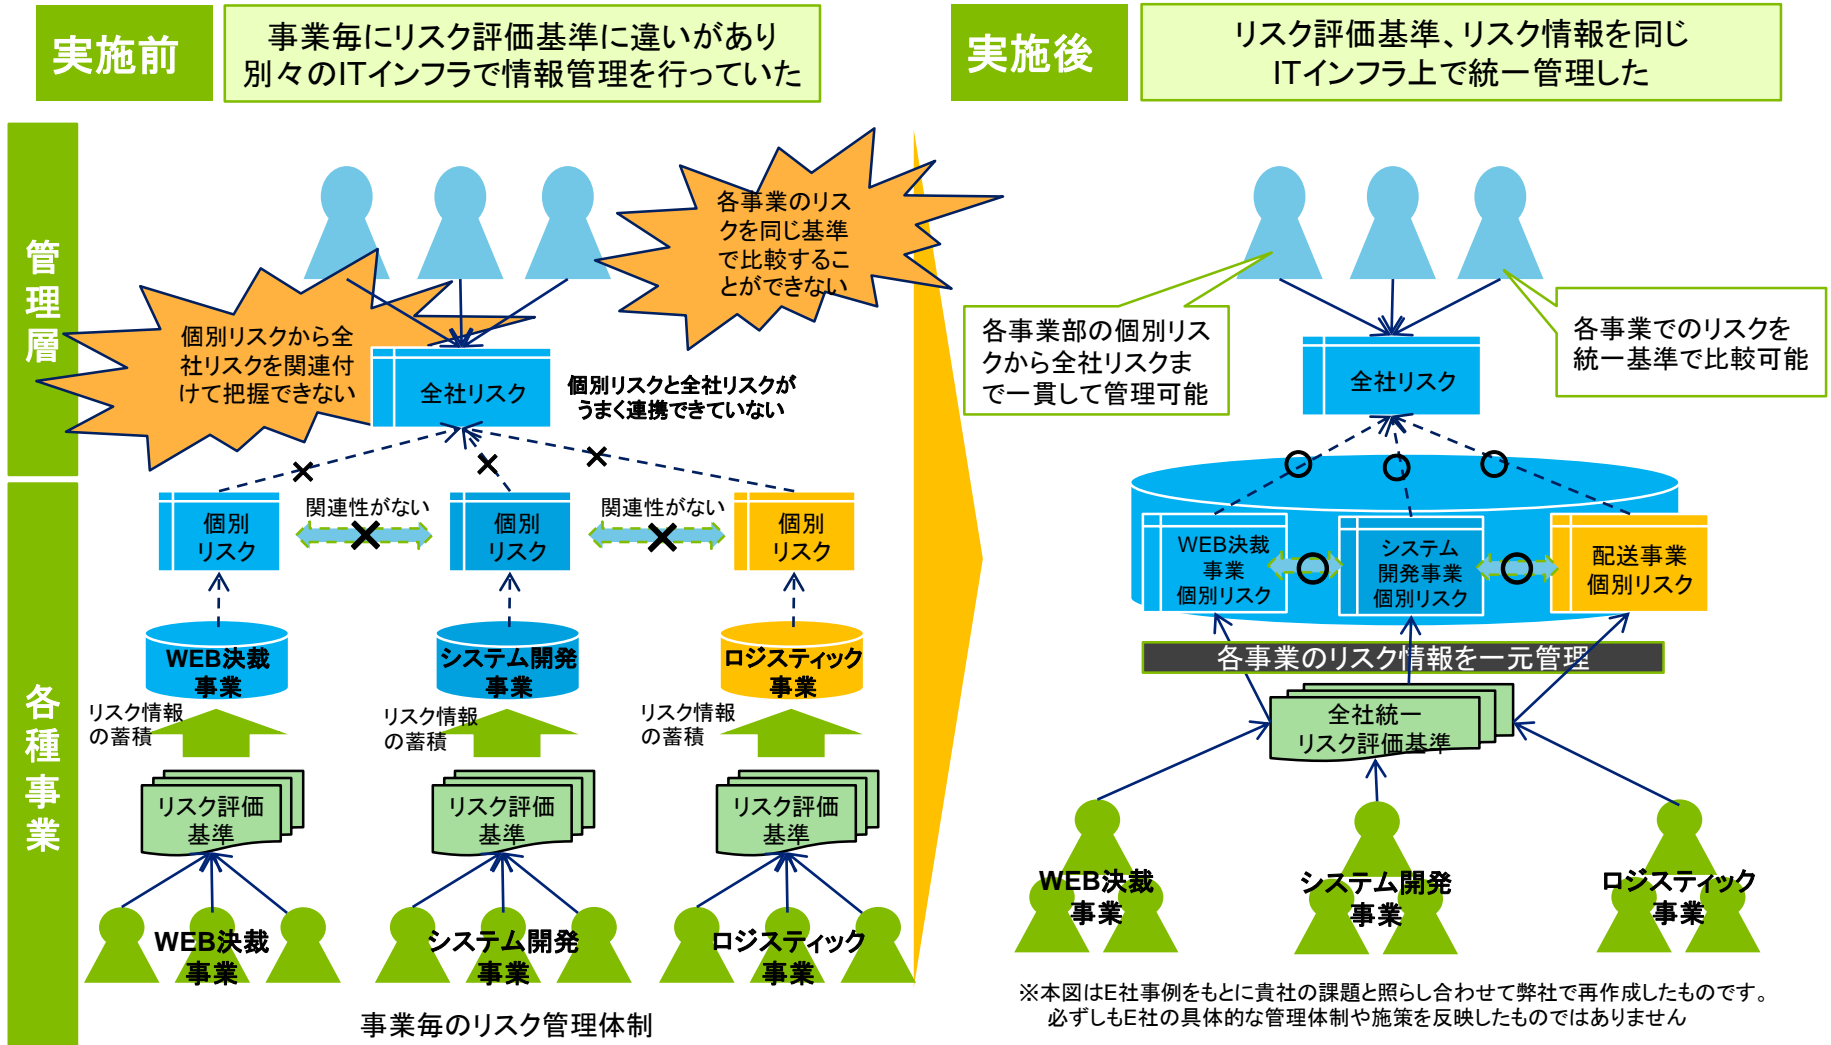 実施前
事業毎にリスク評価基準に違いがあり
別々のITインフラで情報管理を行っていた
実施後
リスク評価基準、リスク情報を同じ
ITインフラ上で統一管理した
管理層
各事業のリス
クを同じ基準
で比較するこ
とができない
個別リスクから全
社リスクを関連付
けて把握できない
全社リスク
個別リスクと全社リスクが
うまく連携できていない
各種事業
個別
リスク
関連性がない
個別
リスク
関連性がない
個別
リスク
WEB決裁
事業
システム開発
事業
ロジスティック
事業
リスク情報
の蓄積
リスク情報
の蓄積
リスク情報
の蓄積
リスク評価
基準
リスク評価
基準
リスク評価
基準
WEB決裁
事業
システム開発
事業
ロジスティック
事業
事業毎のリスク管理体制
各事業部の個別リス
クから全社リスクま
で一貫して管理可能
各事業でのリスクを
統一基準で比較可能
全社リスク
WEB決裁
事業
個別リスク
システム
開発事業
個別リスク
配送事業
個別リスク
各事業のリスク情報を一元管理
全社統一
リスク評価基準
WEB決裁
事業
システム開発
事業
ロジスティック
事業
※本図はE社事例をもとに貴社の課題と照らし合わせて弊社で再作成したものです。
必ずしもE社の具体的な管理体制や施策を反映したものではありません